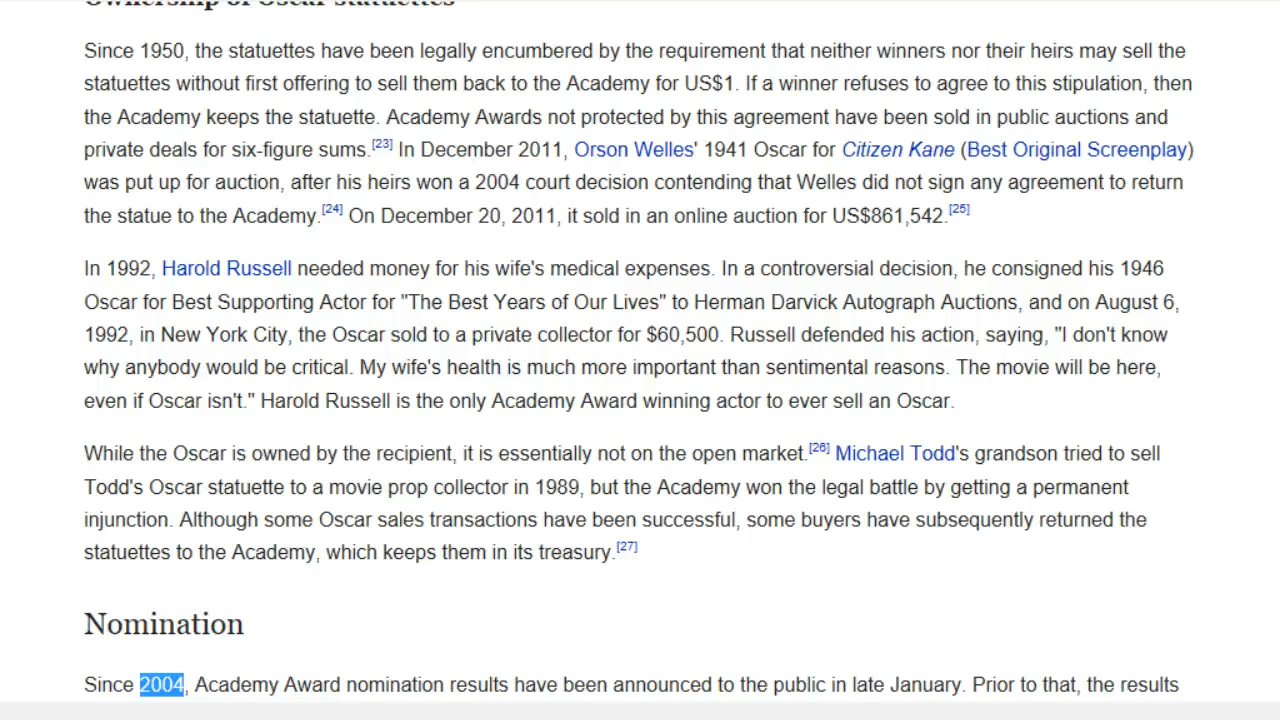 Ownership of Oscar statuettes
Since 1950, the statuettes have been legally encumbered by the requirement that neither winners nor their heirs may sell the
statuettes without first offering to sell them back to the Academy for US$1. If a winner refuses to agree to this stipulation, then
the Academy keeps the statuette. Academy Awards not protected by this agreement have been sold in public auctions and
private deals for six-figure sums.[23] In December 2011, Orson Welles' 1941 Oscar for Citizen Kane (Best Original Screenplay)
was put up for auction, after his heirs won a 2004 court decision contending that Welles did not sign any agreement to return
the statue to the Academy.[24] On December 20, 2011, it sold in an online auction for US$861,542.[25]
In 1992, Harold Russell needed money for his wife's medical expenses. In a controversial decision, he consigned his 1946
Oscar for Best Supporting Actor for "The Best Years of Our Lives" to Herman Darvick Autograph Auctions, and on August 6,
1992, in New York City, the Oscar sold to a private collector for $60,500. Russell defended his action, saying, "I don't know
why anybody would be critical. My wife's health is much more important than sentimental reasons. The movie will be here,
even if Oscar isn't." Harold Russell is the only Academy Award winning actor to ever sell an Oscar.
While the Oscar is owned by the recipient, it is essentially not on the open market.[26] Michael Todd's grandson tried to sell
Todd's Oscar statuette to a movie prop collector in 1989, but the Academy won the legal battle by getting a permanent
injunction. Although some Oscar sales transactions have been successful, some buyers have subsequently returned the
statuettes to the Academy, which keeps them in its treasury.[27]
Nomination
Since 2004, Academy Award nomination results have been announced to the public in late January. Prior to that, the results